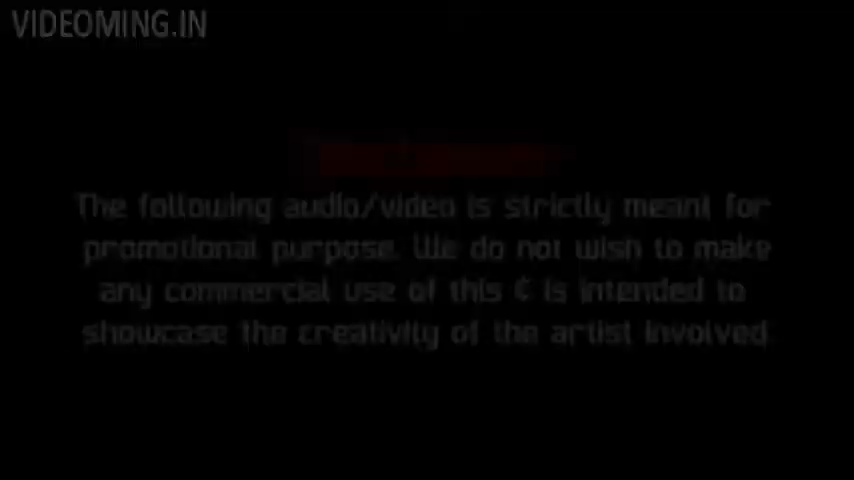 VIDEOMING.IN
The following audio/video is strictly meant for
promotional purpose. We do not wish to make
any commercial use of this & is intended to
showcase the creativity of the artist involved